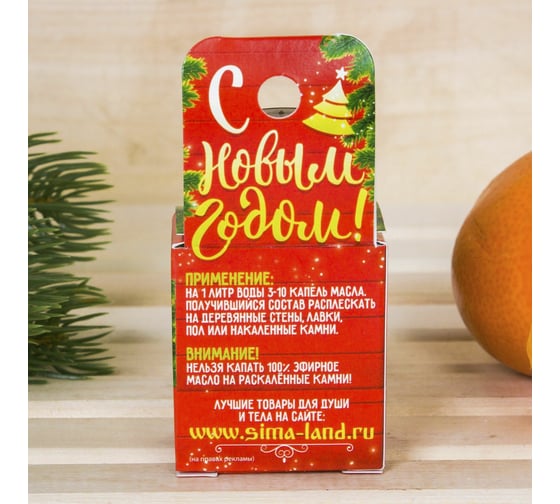 С
Новым
годом!
ПРИМЕНЕНИЕ:
НА 1 ЛИТР ВОДЫ 3-10 КАПЕЛЬ МАСЛА.
ПОЛУЧИВШИЙСЯ СОСТАВ РАСПЛЕСКАТЬ
НА ДЕРЕВЯННЫЕ СТЕНЫ, ЛАВКИ,
ПОЛ ИЛИ НАКАЛЕННЫЕ КАМНИ.
ВНИМАНИЕ!
НЕЛЬЗЯ КАПАТЬ 100% ЭФИРНОЕ
МАСЛО НА РАСКАЛЁННЫЕ КАМНИ!
ЛУЧШИЕ ТОВАРЫ ДЛЯ ДУШИ
И ТЕЛА НА САЙТЕ:
www.sima-land.ru
(на правах рекламы)